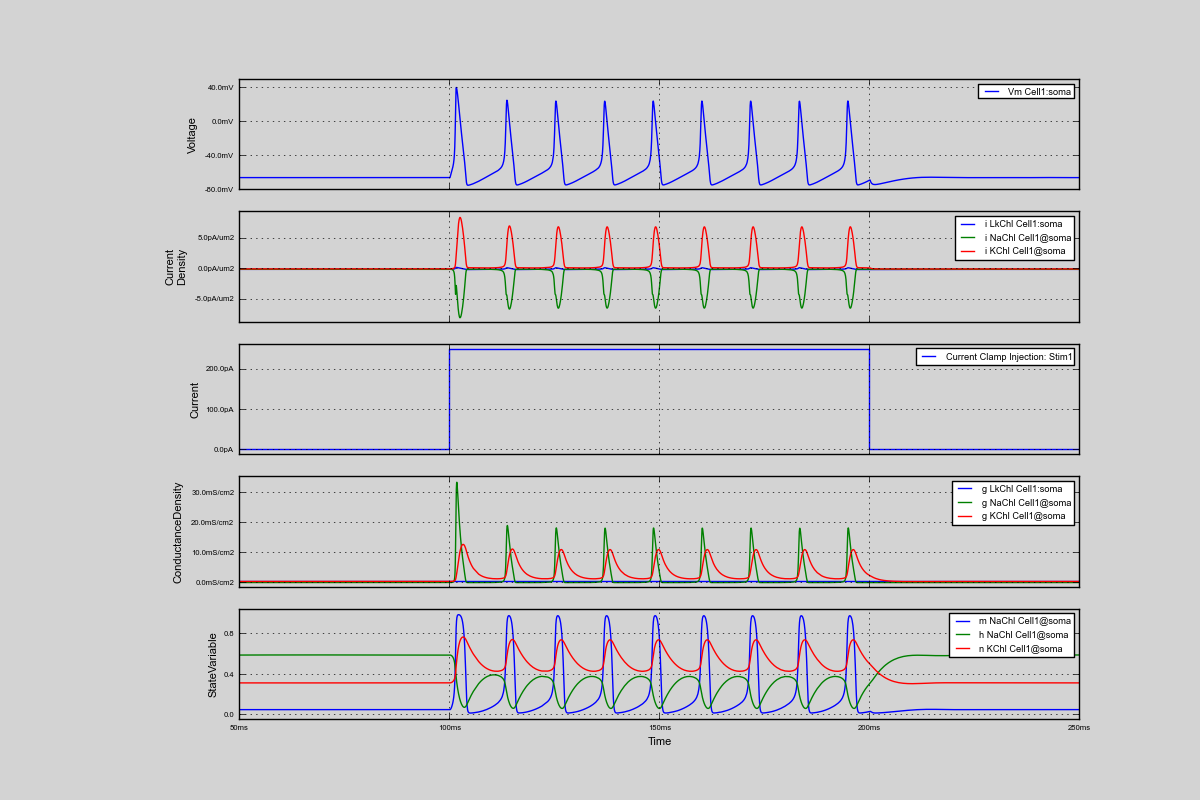 40.0mV
0.0mV
-40.0mV
-80.0mV
Voltage
Vm Cell1:soma
5.0pA/um2
0.0pA/um2
-5.0pA/um2
Current
Density
i LkChl Cell1:soma
i NaChl Cell1@soma
i KChl Cell1@soma
200.0pA
100.0pA
0.0pA
Current
Current Clamp Injection: Stim1
30.0mS/cm2
20.0mS/cm2
10.0mS/cm2
0.0mS/cm2
ConductanceDensity
g LkChl Cell1:soma
g NaChl Cell1@soma
g KChl Cell1@soma
0.8
0.4
0.0
StateVariable
m NaChl Cell1@soma
h NaChl Cell1@soma
n KChl Cell1@soma
50ms
100ms
150ms
200ms
250ms
Time